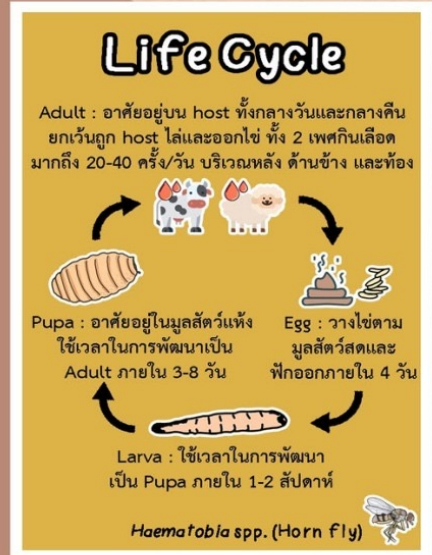 Life Cycle
Adult : อาศัยอยู่บน host ทั้งกลางวันและกลางคืน
ยกเว้นถูก host ไล่และออกไข่ ทั้ง 2 เพศกินเลือด
มากถึง 20-40 ครั้ง/วัน บริเวณหลัง ด้านข้าง และท้อง
Egg : วางไข่ตาม
มูลสัตว์สดและ
ฟักออกภายใน 4 วัน
Larva : ใช้เวลาในการพัฒนา
เป็น Pupa ภายใน 1-2 สัปดาห์
Pupa : อาศัยอยู่ในมูลสัตว์แห้ง
ใช้เวลาในการพัฒนาเป็น
Adult ภายใน 3-8 วัน
Haematobia spp. (Horn fly)